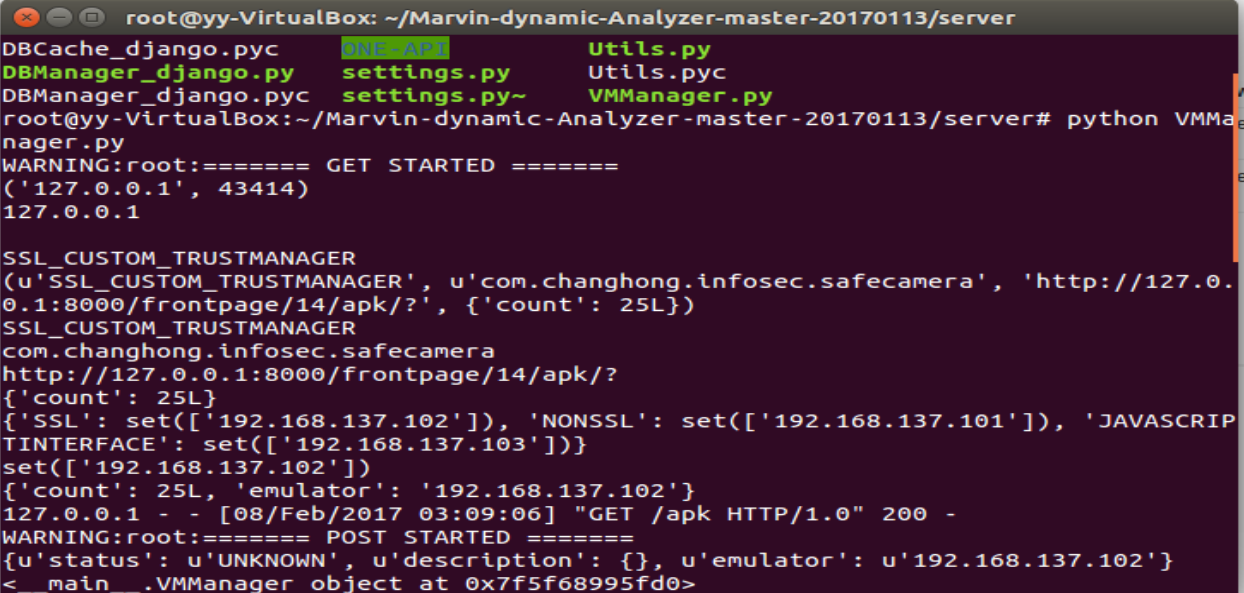 root@yy-VirtualBox: ~/Marvin-dynamic-Analyzer-master-20170113/server
DBCache_django.pyc ONE-API Utils.py
DBManager_django.py settings.py Utils.pyc
DBManager_django.pyc settings.py~ VMManager.py
root@yy-VirtualBox:~/Marvin-dynamic-Analyzer-master-20170113/server# python VMMa
nager.py
WARNING:root:======= GET STARTED =======
('127.0.0.1', 43414)
127.0.0.1
SSL_CUSTOM_TRUSTMANAGER
(u'SSL_CUSTOM_TRUSTMANAGER', u'com.changhong.infosec.safecamera', 'http://127.0.
0.1:8000/frontpage/14/apk/?', {'count': 25L})
SSL_CUSTOM_TRUSTMANAGER
com.changhong.infosec.safecamera
http://127.0.0.1:8000/frontpage/14/apk/?
{'count': 25L}
{'SSL': set(['192.168.137.102']), 'NONSSL': set(['192.168.137.101']), 'JAVASCRIP
TINTERFACE': set(['192.168.137.103'])}
set(['192.168.137.102'])
{'count': 25L, 'emulator': '192.168.137.102'}
127.0.0.1 - - [08/Feb/2017 03:09:06] "GET /apk HTTP/1.0" 200 -
WARNING:root:======= POST STARTED =======
{u'status': u'UNKNOWN', u'description': {}, u'emulator': u'192.168.137.102'}
<__main__.VMManager object at 0x7f5f68995fd0>